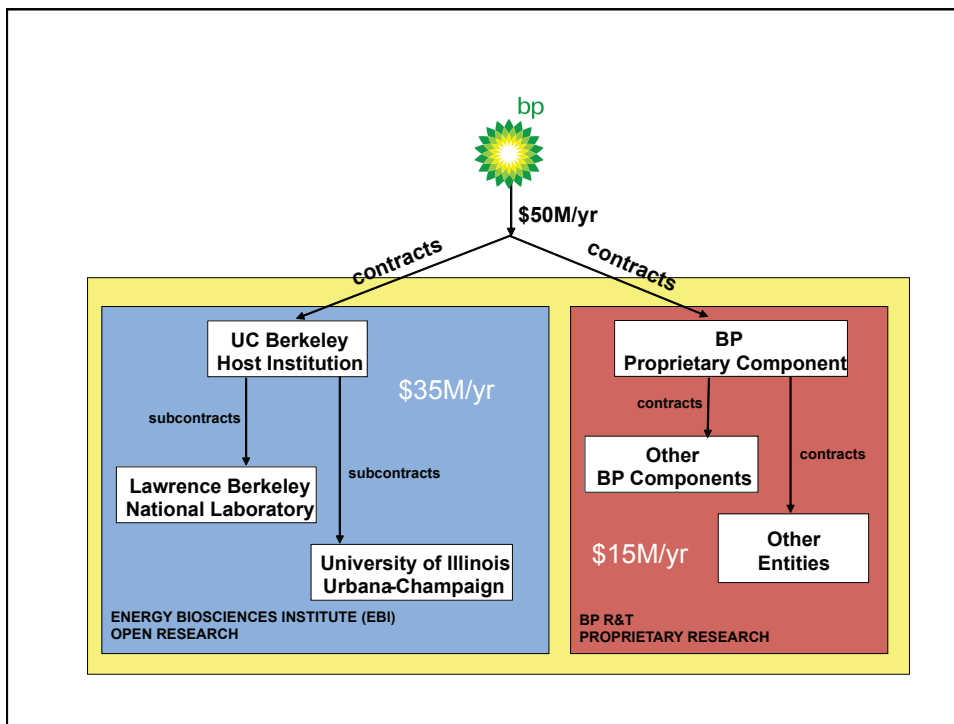 bp
$50M/yr
contracts
contracts
UC Berkeley
Host Institution
$35M/yr
subcontracts
subcontracts
Lawrence Berkeley
National Laboratory
University of Illinois
Urbana-Champaign
ENERGY BIOSCIENCES INSTITUTE (EBI)
OPEN RESEARCH
BP
Proprietary Component
contracts
contracts
Other
BP Components
Other
Entities
$15M/yr
BP R&T
PROPRIETARY RESEARCH